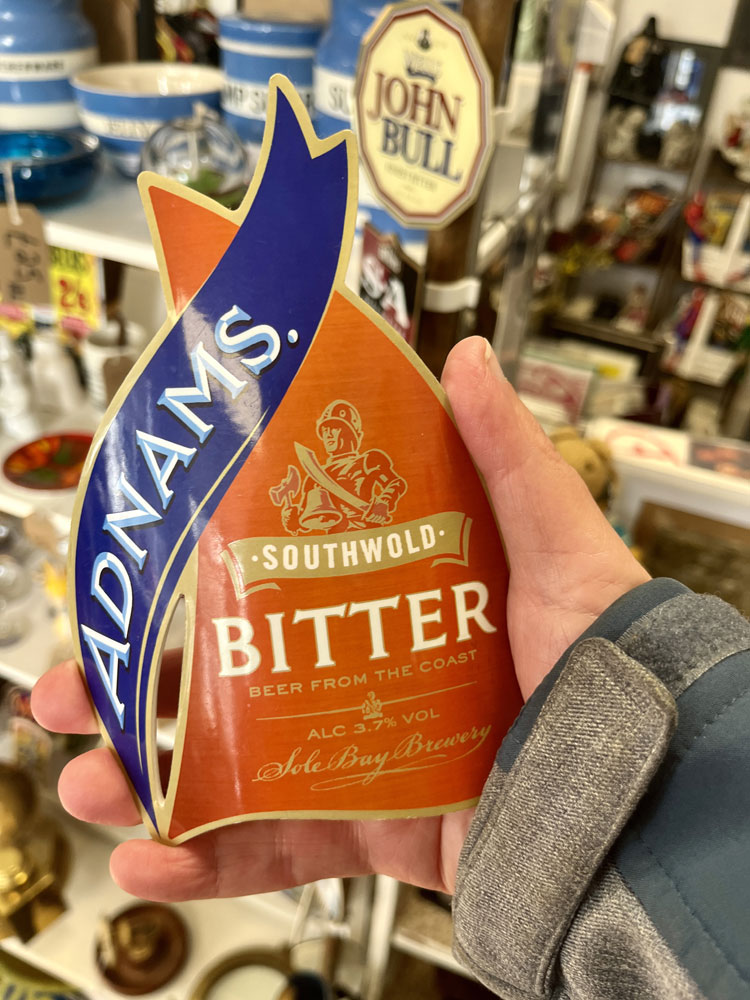 JOHN
BULL
ADNAMS.
·SOUTHWOLD·
BITTER
BEER FROM THE COAST
ALC 3.7% VOL
Sole Bay Brewery